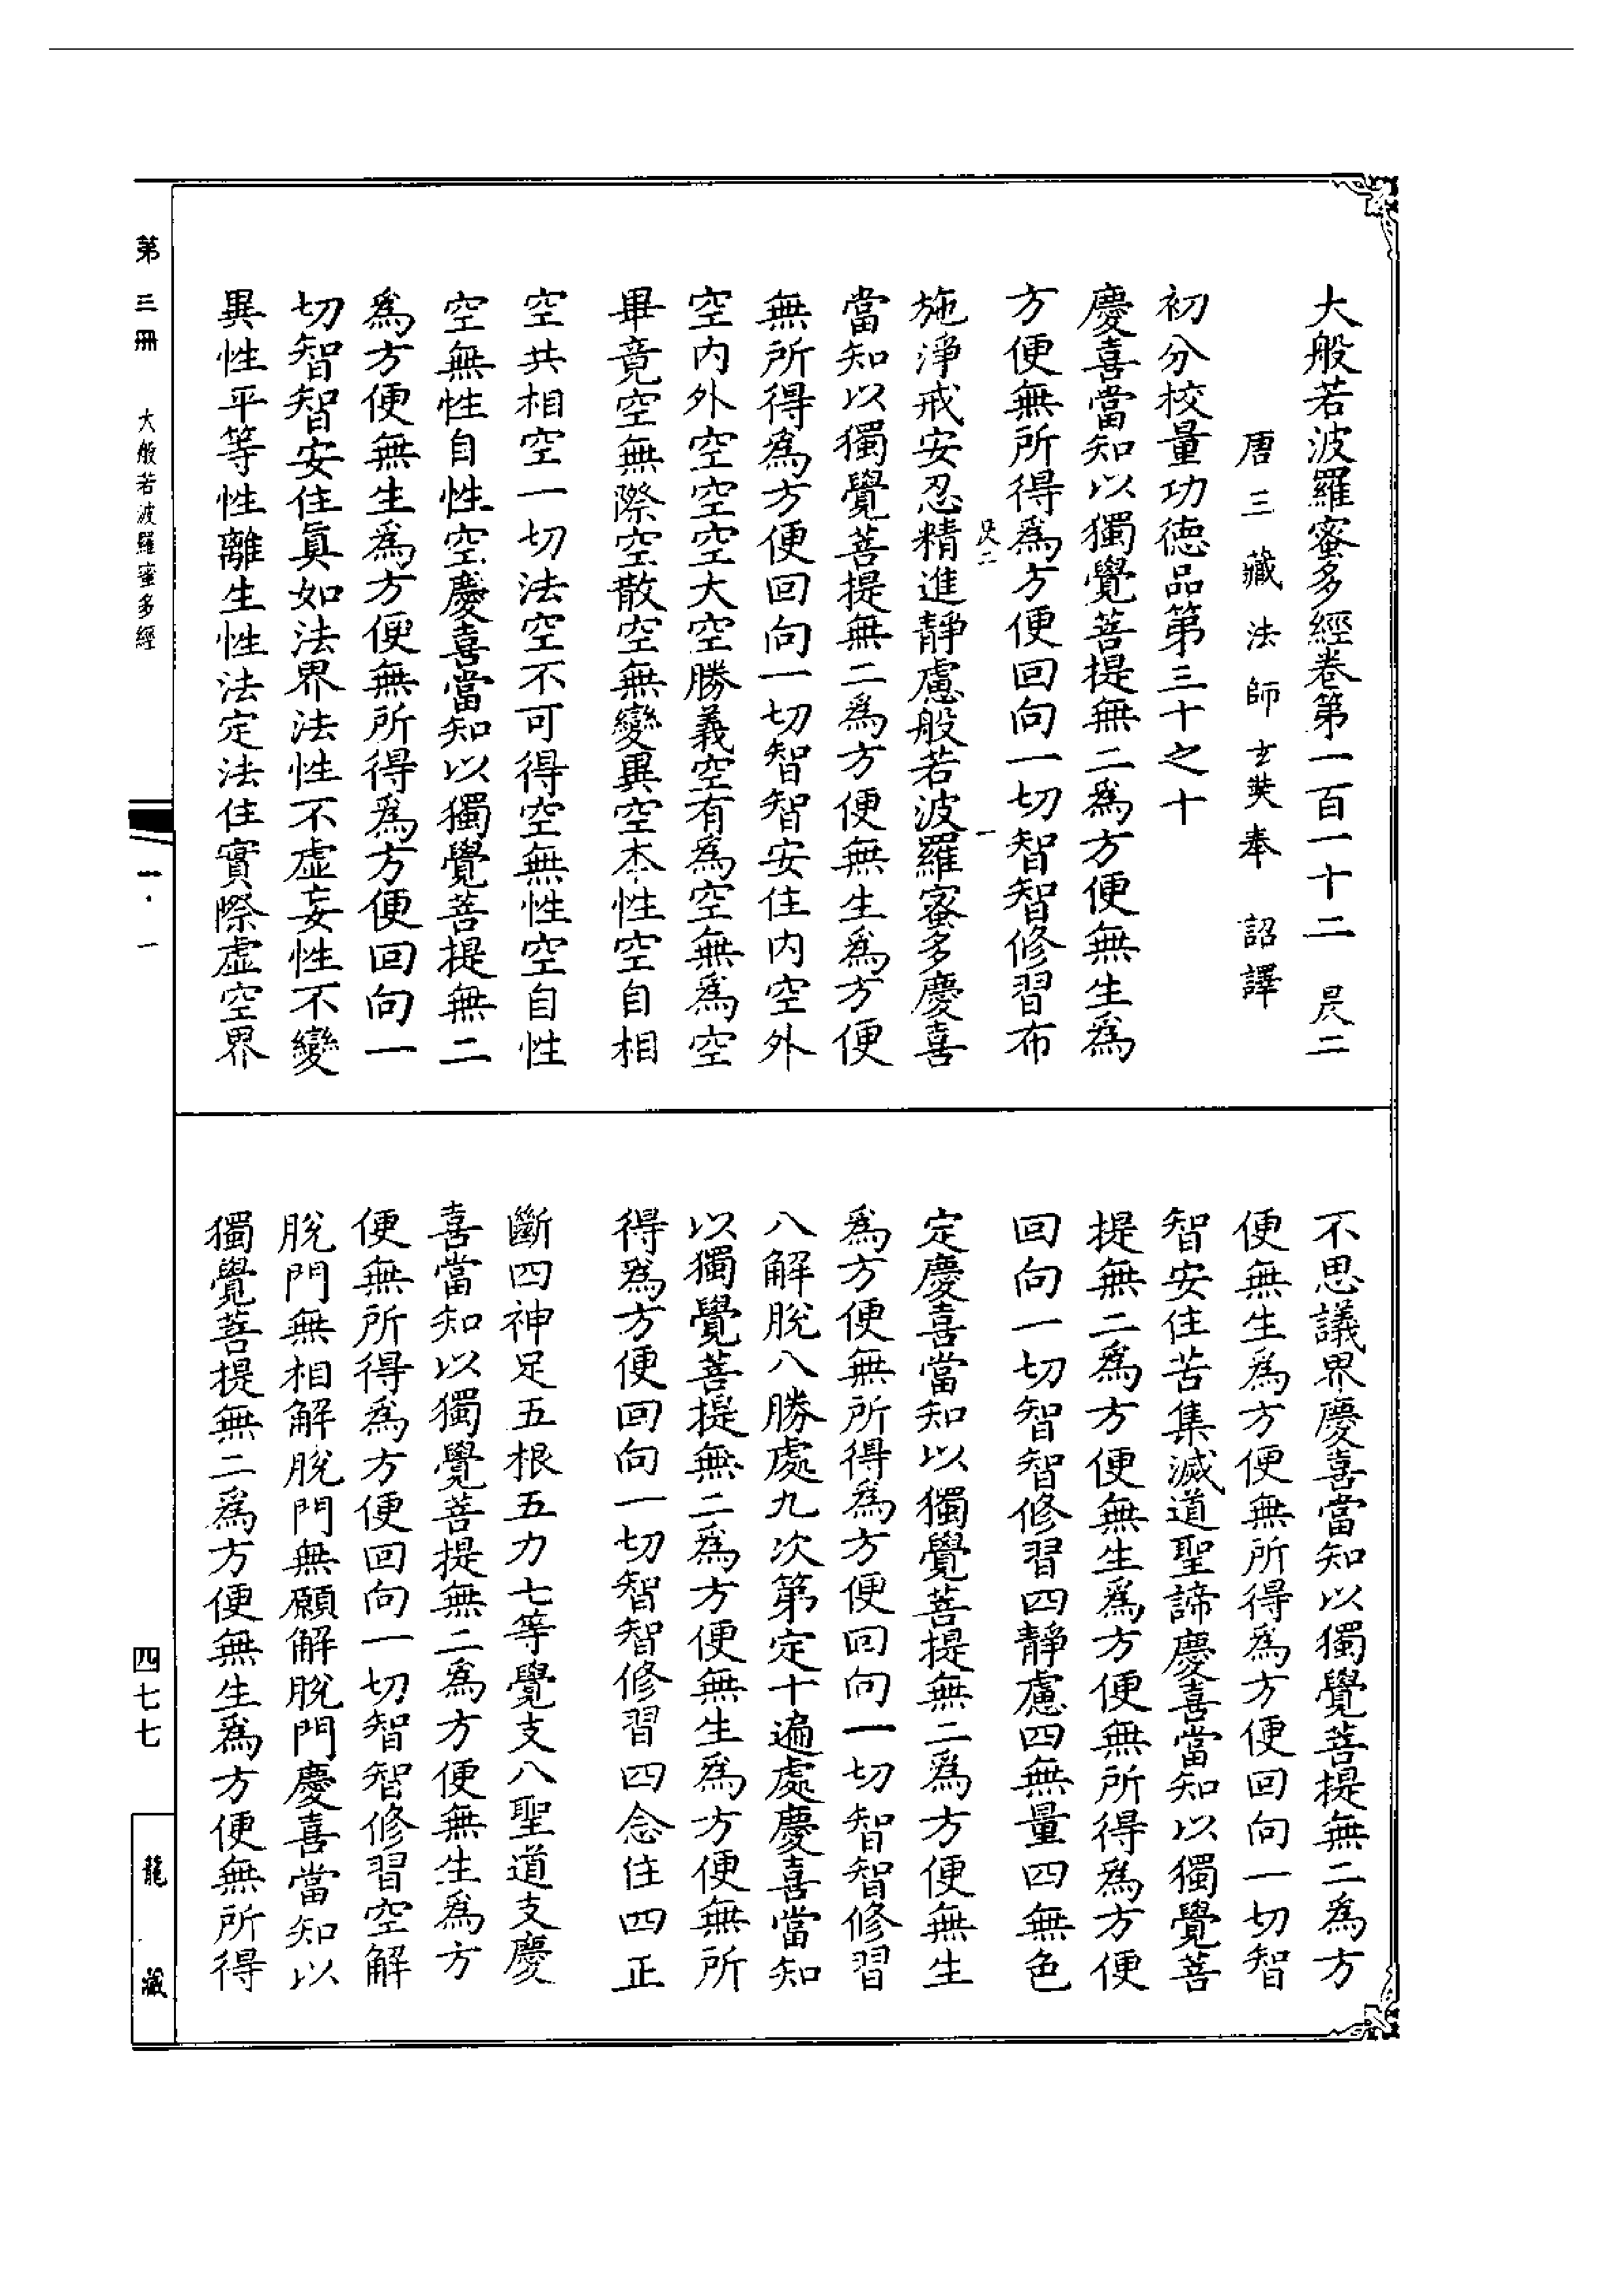 大般若波羅蜜多經卷第一百一十二　昃二
唐三藏法師玄奘奉　詔譯
初分校量功德品第三十之十
慶喜當知以獨覺菩提無二爲方便無生爲
方便無所得爲方便回向一切智智修習布
昃二　一
施淨戒安忍精進靜慮般若波羅蜜多慶喜
當知以獨覺菩提無二爲方便無生爲方便
無所得爲方便回向一切智智安住內空外
空內外空空空大空勝義空有爲空無爲空
畢竟空無際空散空無變異空本性空自相
空共相空一切法空不可得空無性空自性
空無性自性空慶喜當知以獨覺菩提無二
爲方便無生爲方便無所得爲方便回向一
切智智安住眞如法界法性不虛妄性不變
異性平等性離生性法定法住實際虛空界
不思議界慶喜當知以獨覺菩提無二爲方
便無生爲方便無所得爲方便回向一切智
智安住苦集滅道聖諦慶喜當知以獨覺菩
提無二爲方便無生爲方便無所得爲方便
回向一切智智修習四靜慮四無量四無色
定慶喜當知以獨覺菩提無二爲方便無生
爲方便無所得爲方便回向一切智智修習
八解脫八勝處九次第定十遍處慶喜當知
以獨覺菩提無二爲方便無生爲方便無所
得爲方便回向一切智智修習四念住四正
斷四神足五根五力七等覺支八聖道支慶
喜當知以獨覺菩提無二爲方便無生爲方
便無所得爲方便回向一切智智修習空解
脫門無相解脫門無願解脫門慶喜當知以
獨覺菩提無二爲方便無生爲方便無所得
第三冊　大般若波羅蜜多經
一·一
四七七
龍藏